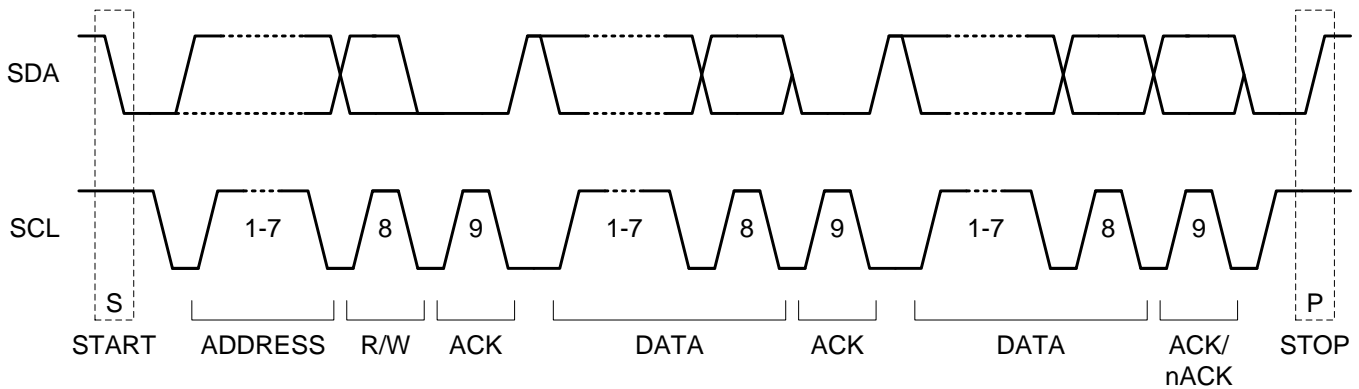 SDA
SCL
1-7
8
9
1-7
8
9
1-7
8
9
S
P
START
ADDRESS
R/W
ACK
DATA
ACK
DATA
ACK/
nACK
STOP